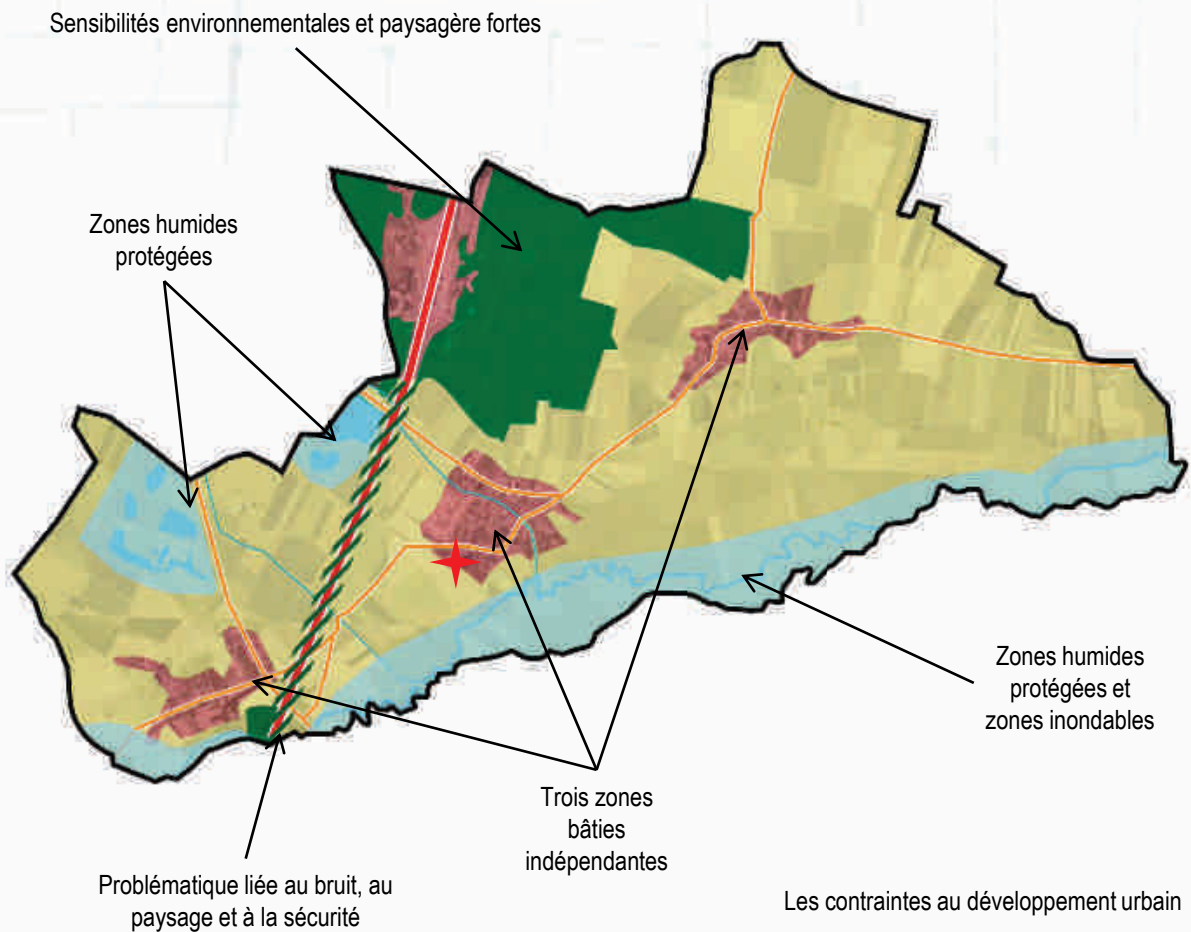 Sensibilités environnementales et paysagère fortes
Zones humides
protégées
Zones humides
protégées et
zones inondables
Trois zones
bâties
indépendantes
Problématique liée au bruit, au
paysage et à la sécurité
Les contraintes au développement urbain